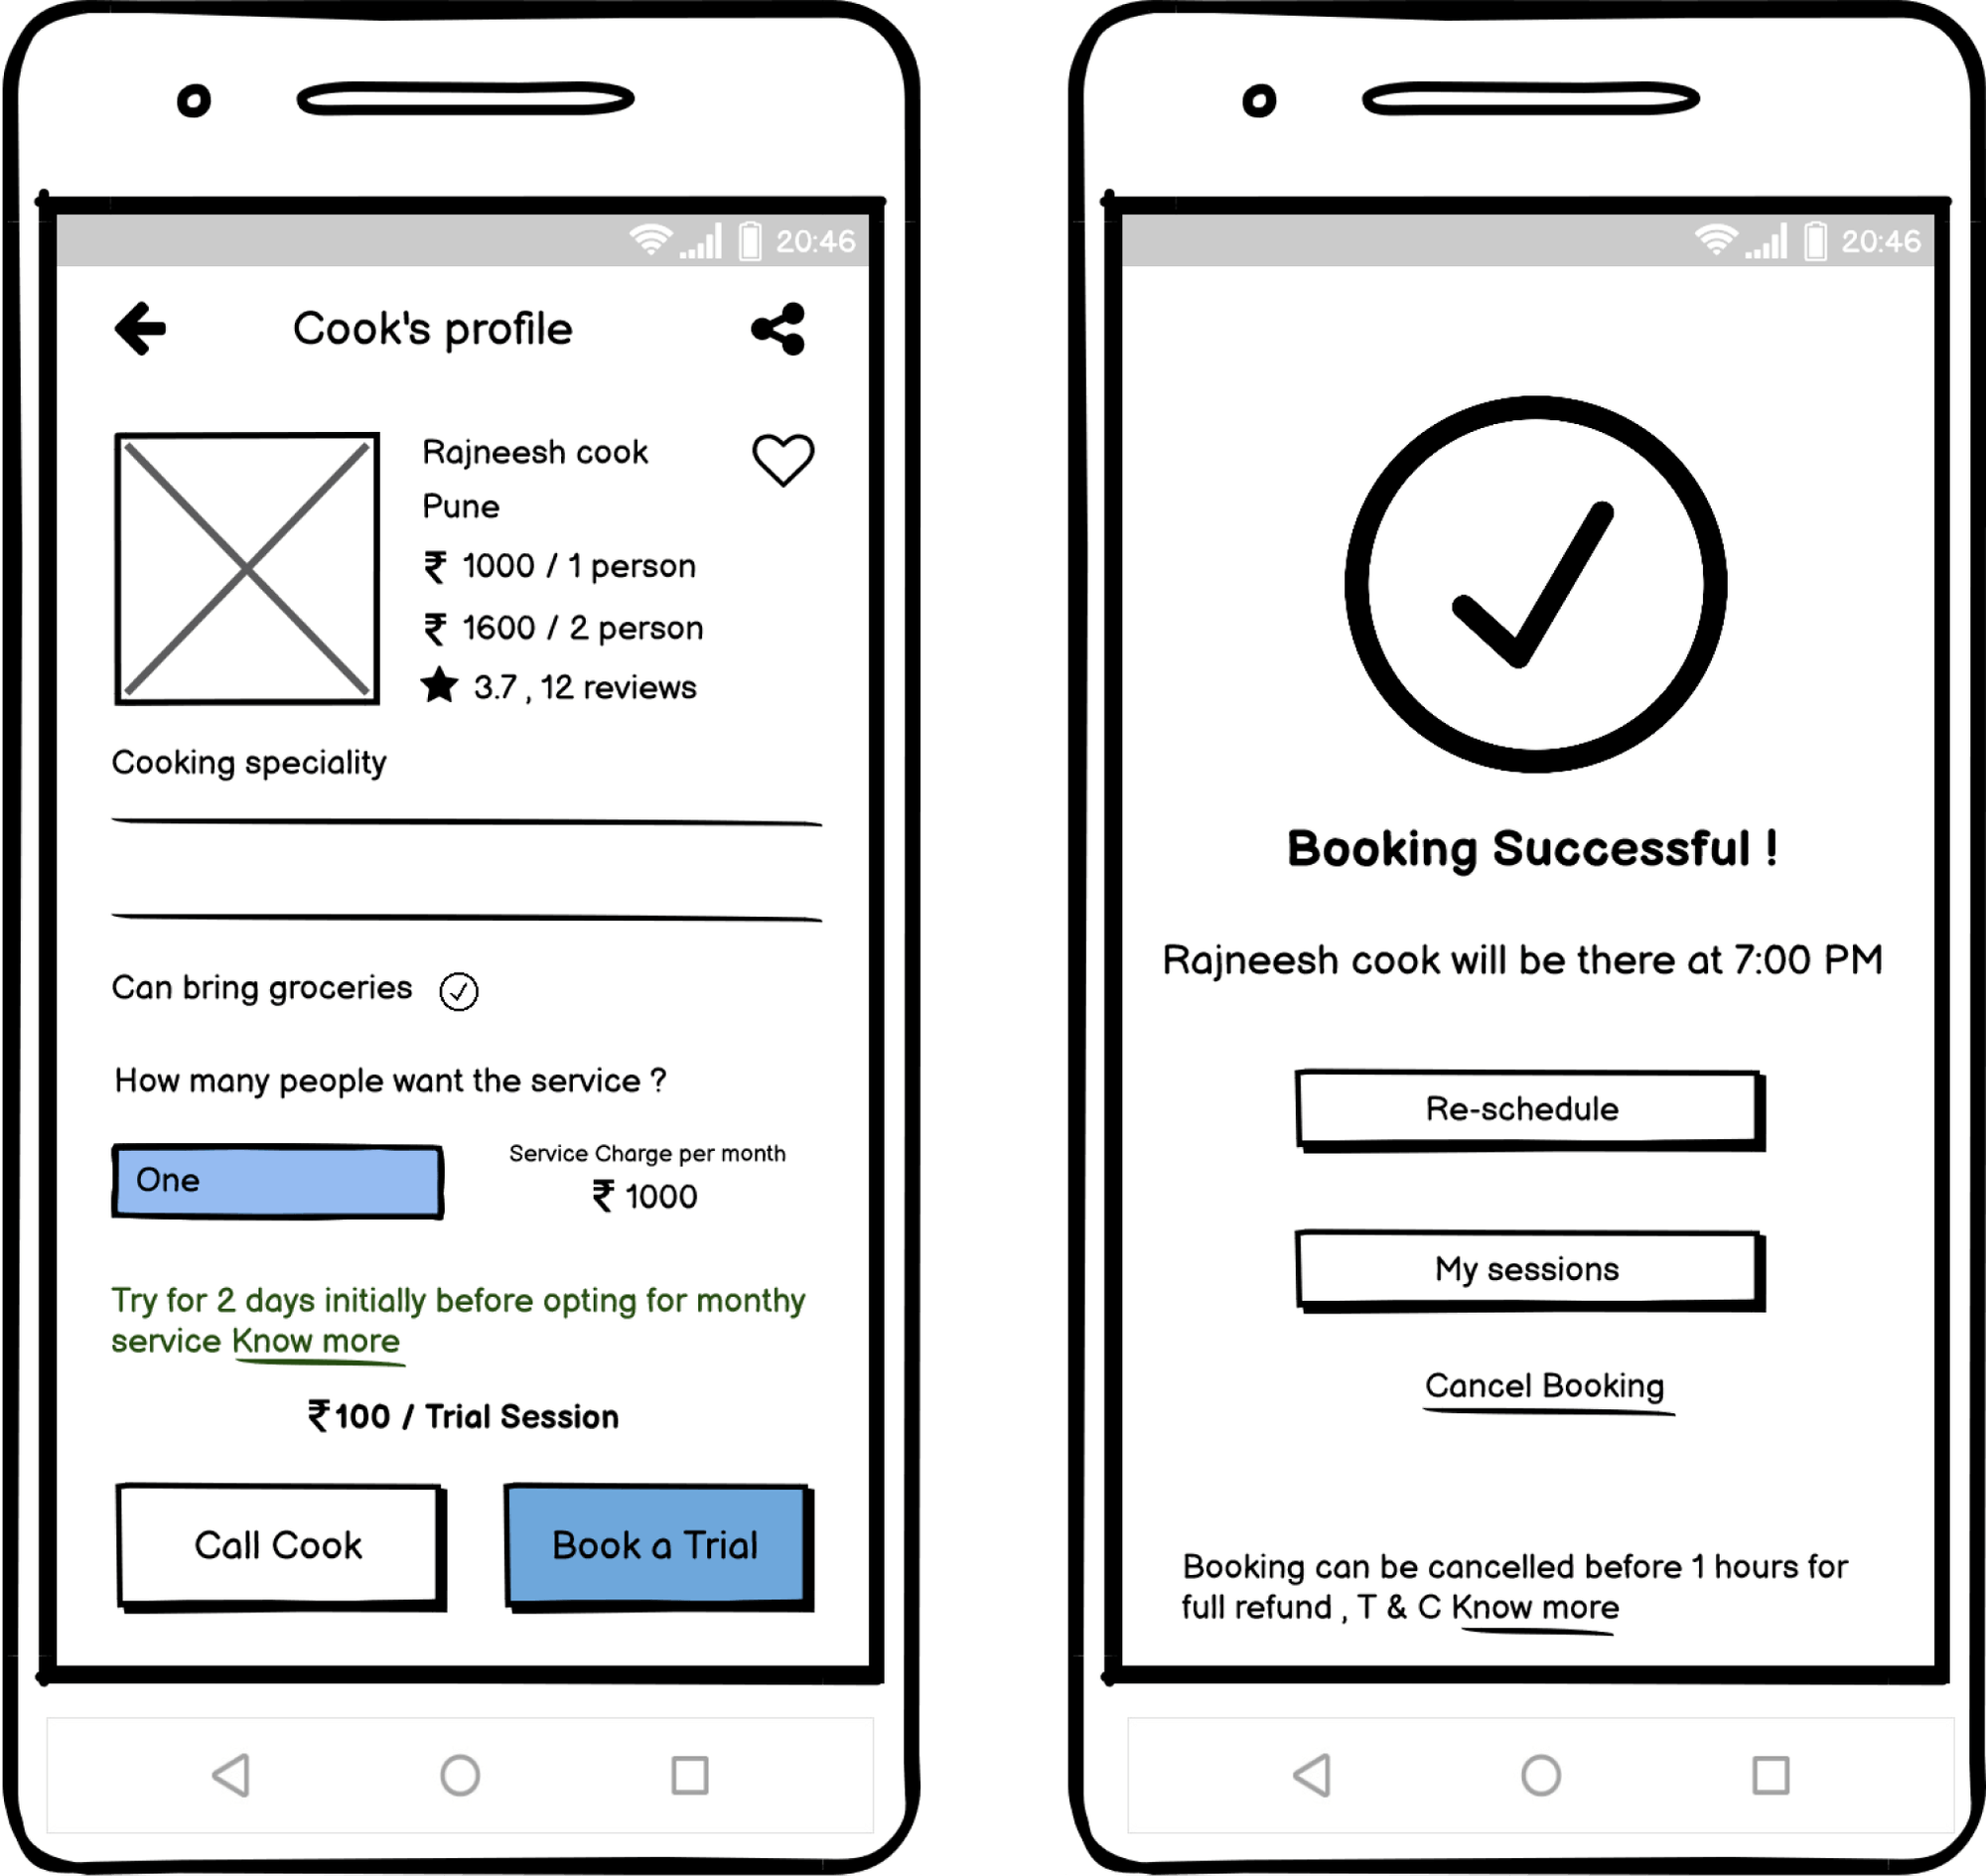 20:46
Cook's profile
Rajneesh cook
Pune
₹ 1000 / 1 person
₹ 1600 / 2 person
3.7 , 12 reviews
Cooking speciality
Can bring groceries
How many people want the service ?
One
Service Charge per month
₹ 1000
Try for 2 days initially before opting for monthy
service Know more
₹100 / Trial Session
Call Cook
Book a Trial
20:46
Booking Successful !
Rajneesh cook will be there at 7:00 PM
Re-schedule
My sessions
Cancel Booking
Booking can be cancelled before 1 hours for
full refund , T & C Know more